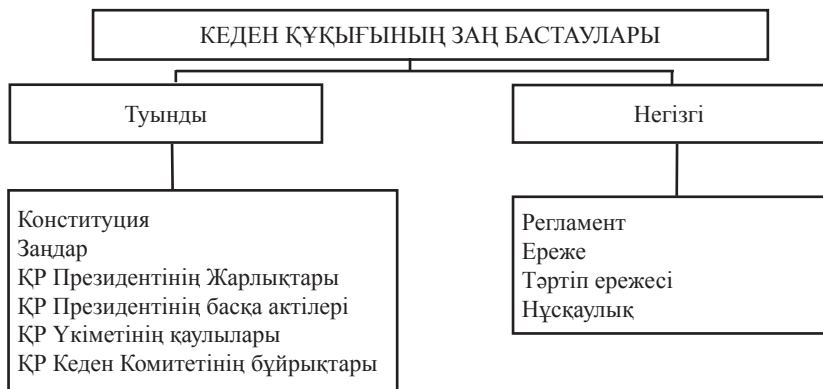 КЕДЕН ҚҰҚЫҒЫНЫҢ ЗАҢ БАСТАУЛАРЫ
Туынды
Негізгі
Конституция
Заңдар
ҚР Президентінің Жарлықтары
ҚР Президентінің басқа актілері
ҚР Үкіметінің қаулылары
ҚР Кеден Комитетінің бұйрықтары
Регламент
Ереже
Тәртіп ережесі
Нұсқаулық